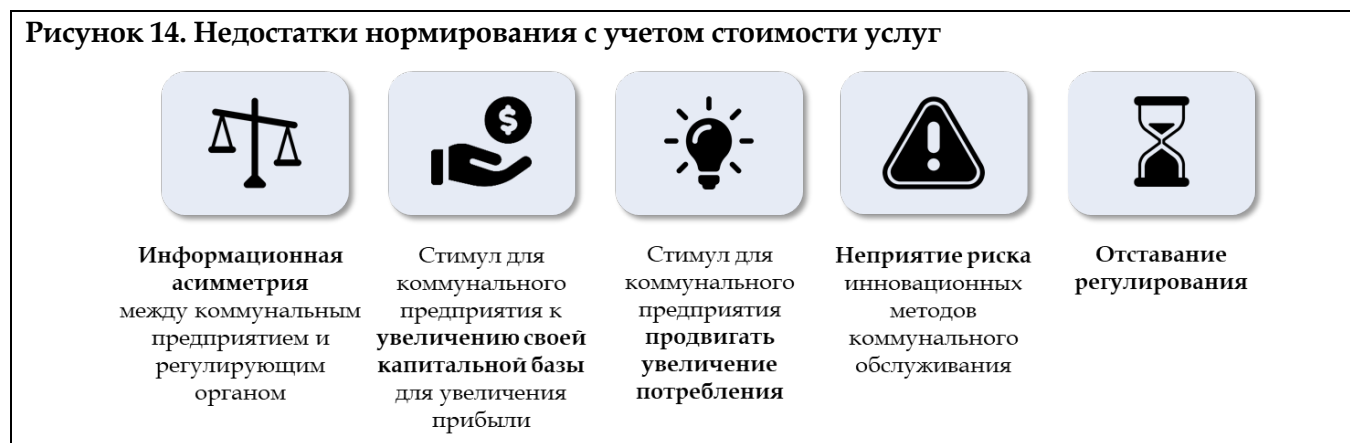 Рисунок 14. Недостатки нормирования с учетом стоимости услуг
$
Информационная
асимметрия
между коммунальным
предприятием и
регулирующим
органом
Стимул для
коммунального
предприятия к
увеличению своей
капитальной базы
для увеличения
прибыли
Стимул для
коммунального
предприятия
продвигать
увеличение
потребления
Неприятие риска
инновационных
методов
коммунального
обслуживания
Отставание
регулирования